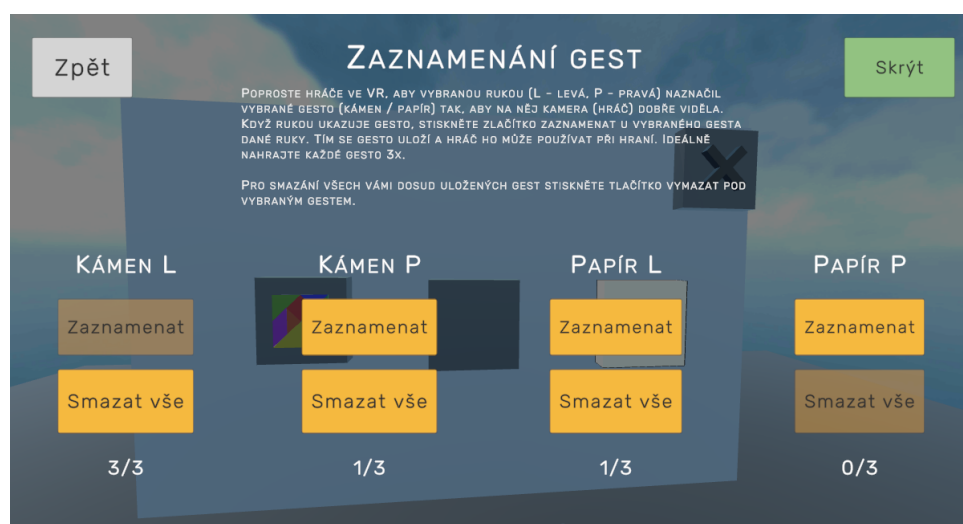 Zpět
Zaznamenání gest
Skrýt
Poproste hráče ve VR, aby vybranou rukou (L - levá, P - pravá) naznačil
vybrané gesto (kámen / papír) tak, aby na něj kamera (hráč) dobře viděla.
Když rukou ukazuje gesto, stiskněte zlačítko zaznamenat u vybraného gesta
dané ruky. Tím se gesto uloží a hráč ho může používat při hraní. Ideálně
nahrajte každé gesto 3x.
Pro smazání všech vámi dosud uložených gest stiskněte tlačítko vymazat pod
vybraným gestem.
Kámen L
Kámen P
Papír L
Papír P
Zaznamenat
Zaznamenat
Zaznamenat
Zaznamenat
Smazat vše
Smazat vše
Smazat vše
Smazat vše
3/3
1/3
1/3
0/3